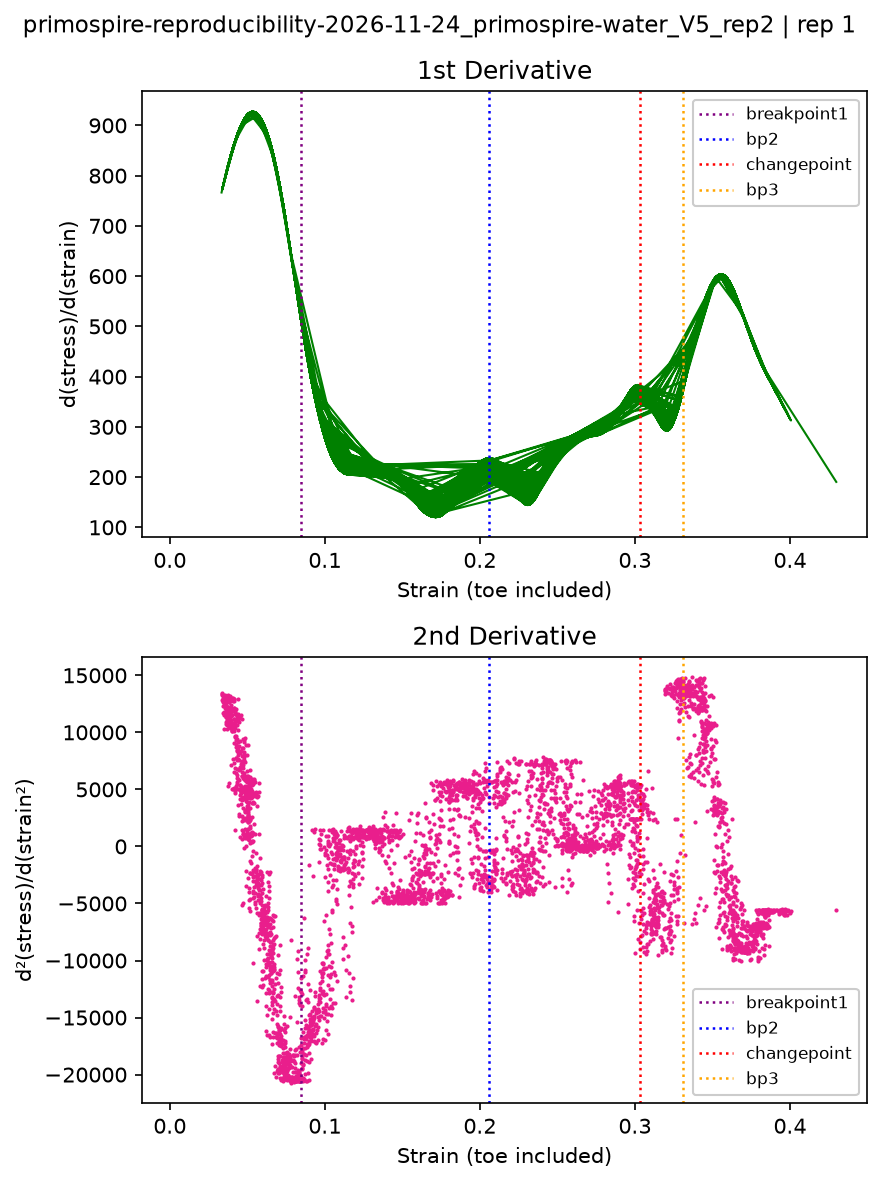 primospire-reproducibility-2026-11-24_primospire-water_V5_rep2 | rep 1
1st Derivative
d(stress)/d(strain)
900
800
700
600
500
400
300
200
100
breakpoint1
bp2
changepoint
bp3
0.0 0.1 0.2 0.3 0.4
Strain (toe included)
2nd Derivative
d²(stress)/d(strain²)
15000
10000
5000
0
−5000
−10000
−15000
−20000
breakpoint1
bp2
changepoint
bp3
0.0 0.1 0.2 0.3 0.4
Strain (toe included)